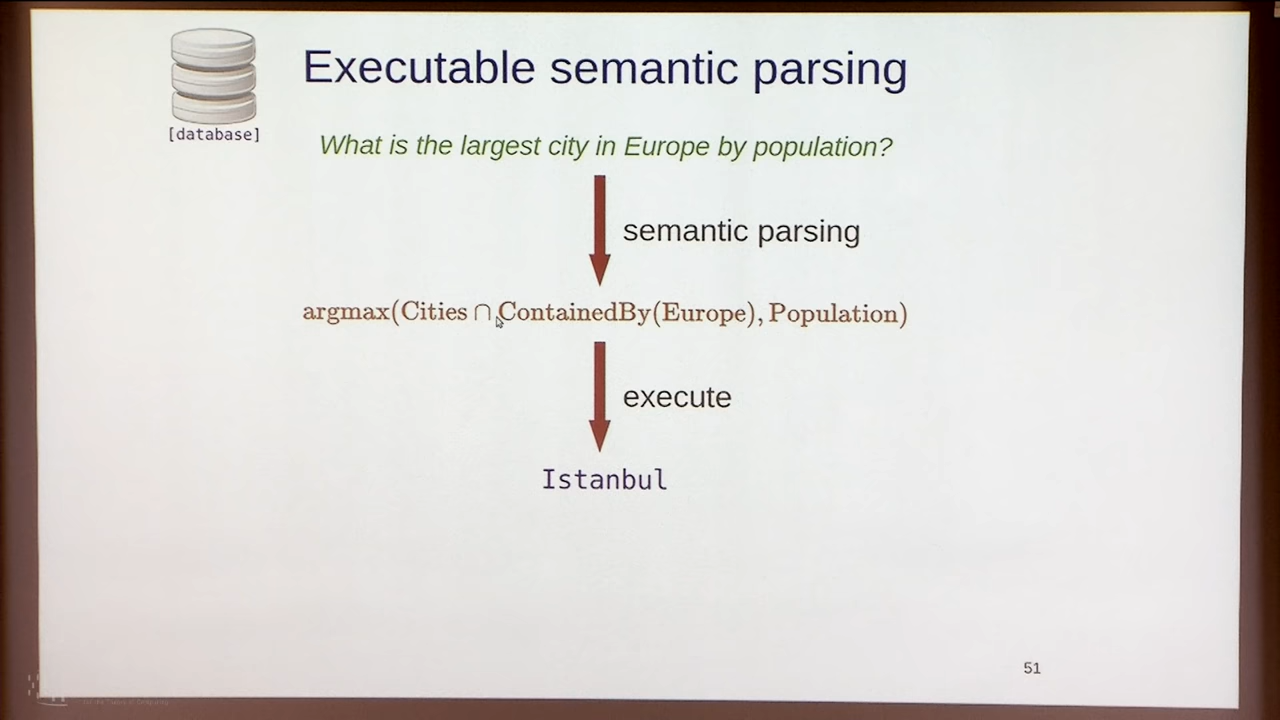 Executable semantic parsing
[database]
What is the largest city in Europe by population?
semantic parsing
argmax(Cities ∩ ContainedBy(Europe), Population)
execute
Istanbul
51